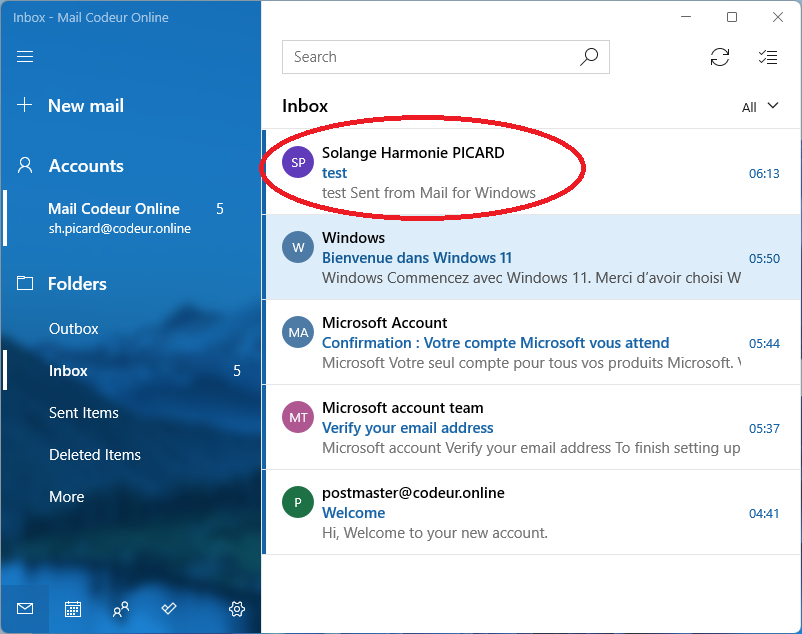 Inbox - Mail Codeur Online
Search
New mail
Inbox
All
Accounts
Mail Codeur Online 5
sh.picard@codeur.online
Folders
Outbox
Inbox 5
Sent Items
Deleted Items
More
SP
Solange Harmonie PICARD
test
06:13
test Sent from Mail for Windows
W
Windows
Bienvenue dans Windows 11
05:50
Windows Commencez avec Windows 11. Merci d’avoir choisi W
MA
Microsoft Account
Confirmation : Votre compte Microsoft vous attend
05:44
Microsoft Votre seul compte pour tous vos produits Microsoft.
MT
Microsoft account team
Verify your email address
05:37
Microsoft account Verify your email address To finish setting up
P
postmaster@codeur.online
Welcome
04:41
Hi, Welcome to your new account.